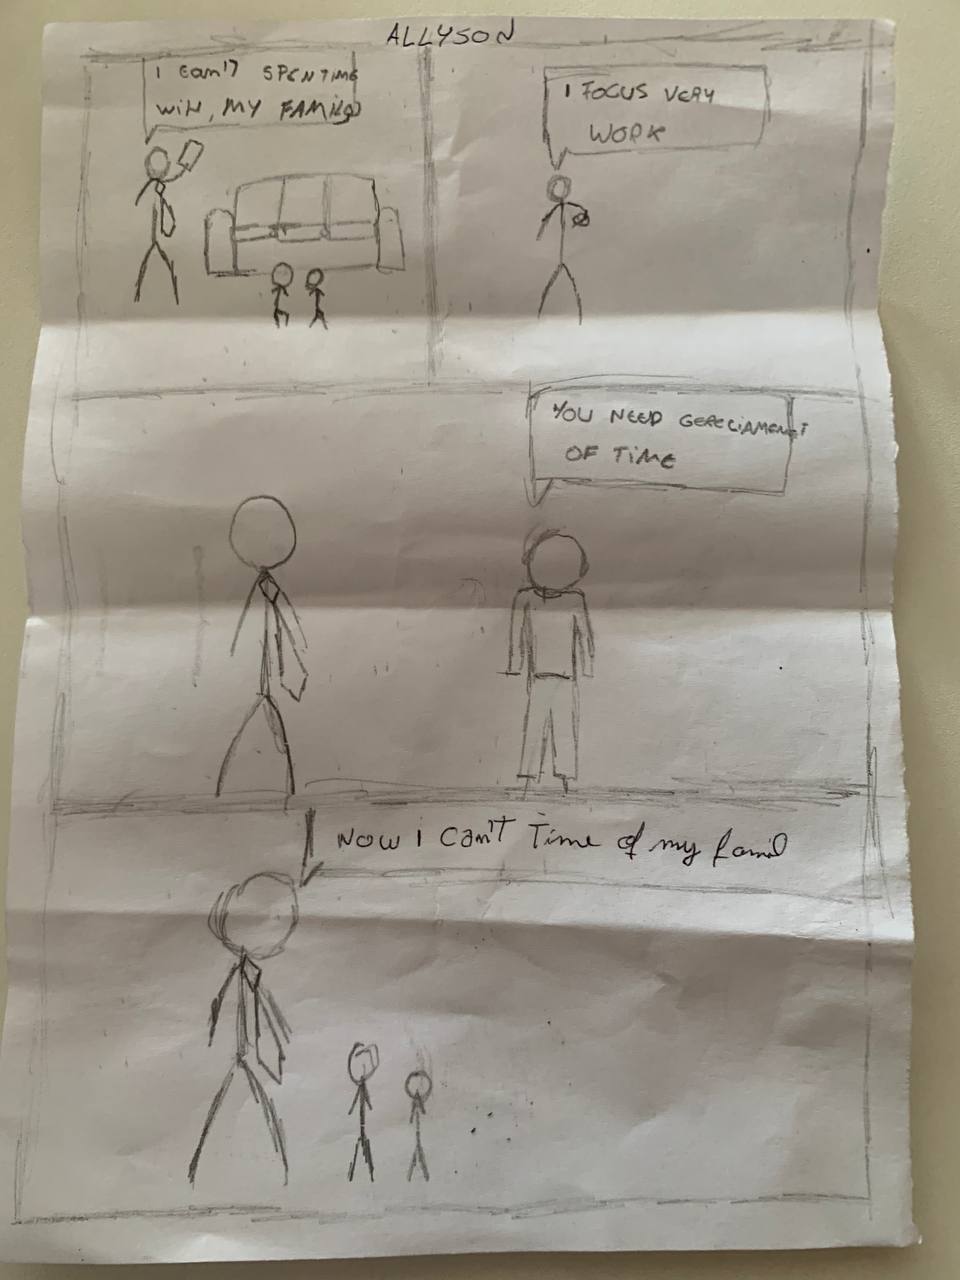 ALLYSON
I can't SPENTIME
WiH, MY FAMILY
I FOCUS VERY
WORK
YOU NEED GERECIAMENT
OF TIME
NOW I CAN'T Time of my famil